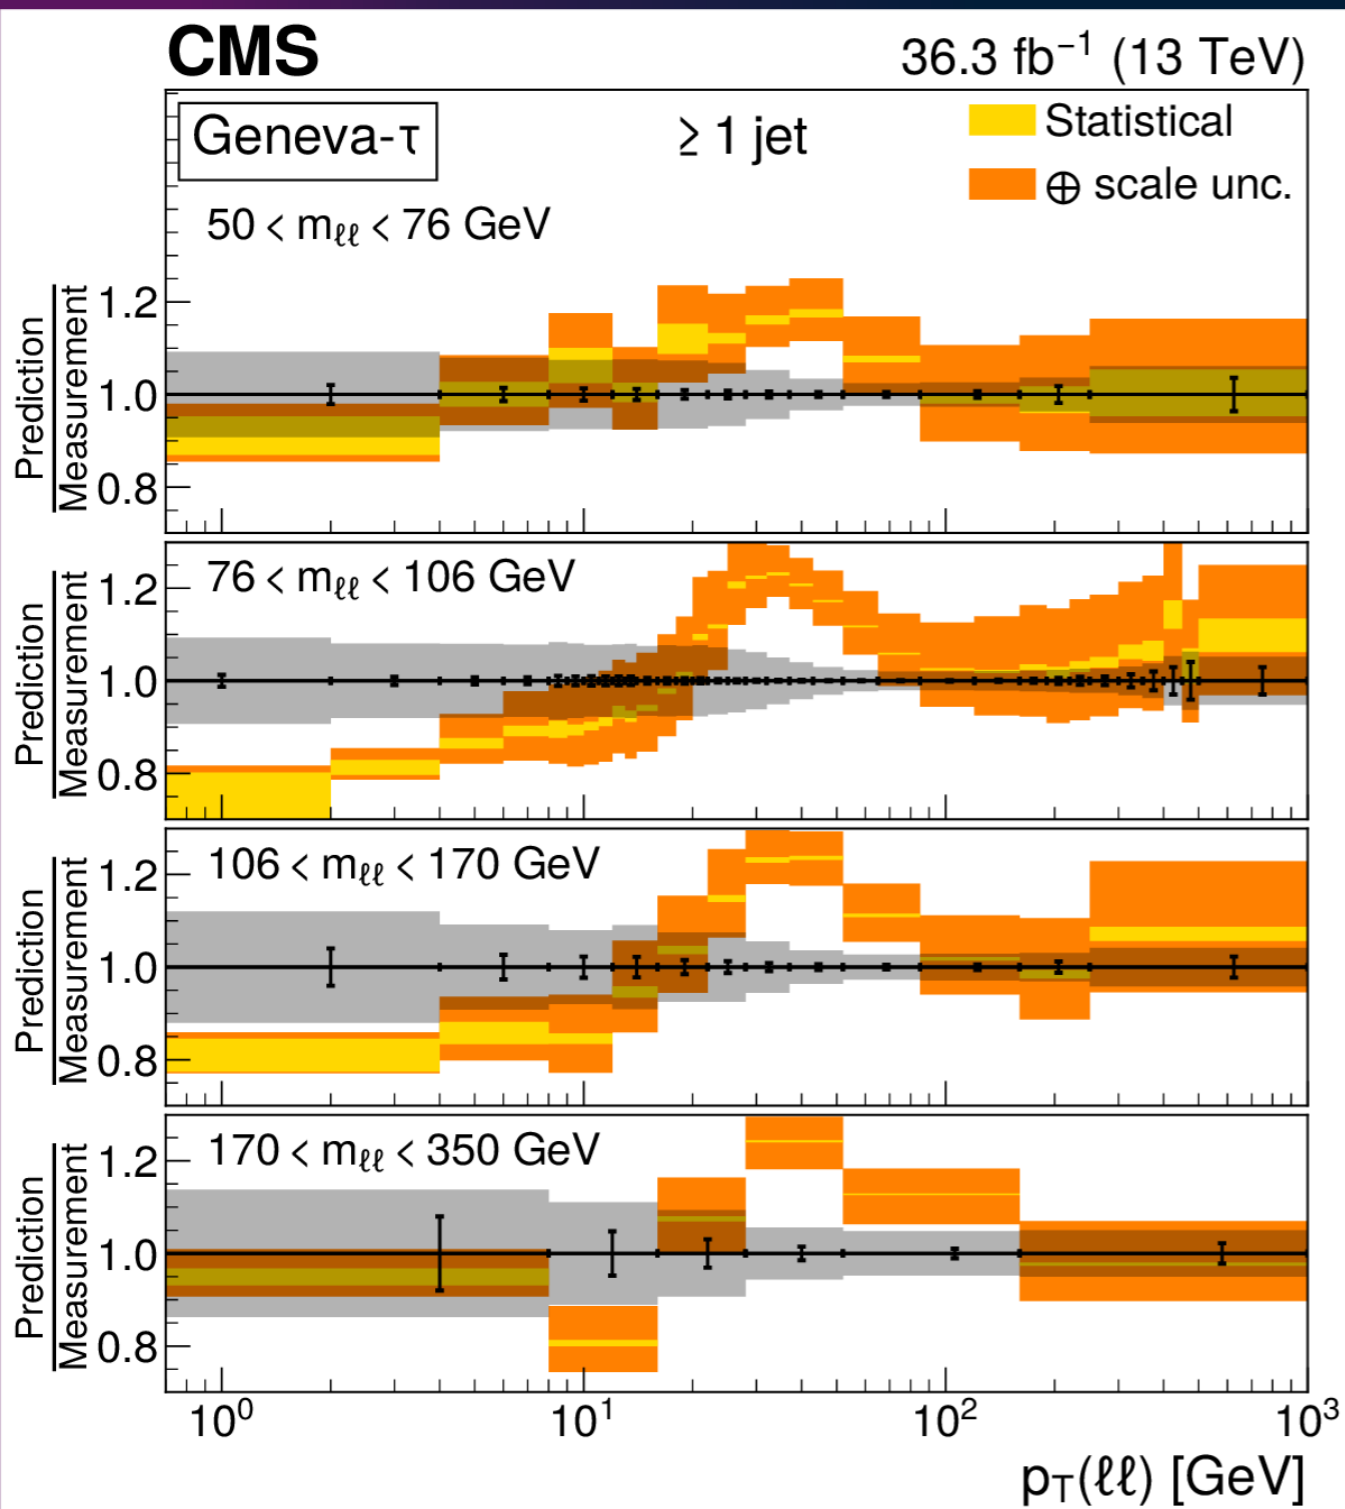 CMS
36.3 fb⁻¹ (13 TeV)
Geneva-τ
≥ 1 jet
Statistical
⊕ scale unc.
50 < mℓℓ < 76 GeV
Prediction
Measurement
1.2
1.0
0.8
76 < mℓℓ < 106 GeV
Prediction
Measurement
1.2
1.0
0.8
106 < mℓℓ < 170 GeV
Prediction
Measurement
1.2
1.0
0.8
170 < mℓℓ < 350 GeV
Prediction
Measurement
1.2
1.0
0.8
10⁰ 10¹ 10² 10³
pT(ℓℓ) [GeV]